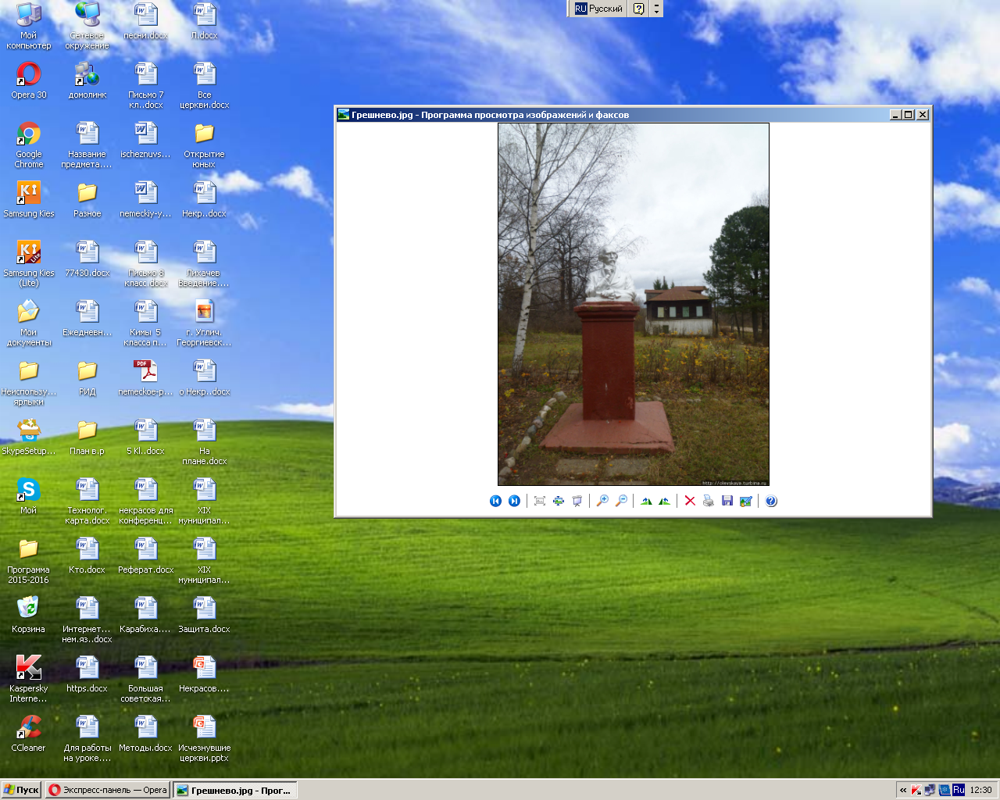 RU Русский
Грешнево.jpg - Программа просмотра изображений и факсов
http://olevskaya.turbina.ru
Мой
компьютер
Сетевое
окружение
песни.docx
Л.docx
Opera 30
домолинк
Письмо 7
кл..docx
Все
церкви.docx
Google
Chrome
Название
предмета....
ischeznuvs...
Открытие
юных
Samsung Kies
Разное
nemeckiy-y...
Некр..docx
Samsung Kies
(Lite)
77430.docx
Письмо 8
класс.docx
Лихачев
Введение....
Мои
документы
Ежедневн...
Кимы 5
класса п...
г. Углич.
Георгиевск...
Неиспользу...
ярлыки
РИД
PDF
nemeckoe-p...
о Некр..docx
SkypeSetup...
План в.р
5 Kl..docx
На
плане.docx
Мой
Технолог.
карта.docx
некрасов для
конференц...
XIX
муниципал...
Программа
2015-2016
Кто.docx
Реферат.docx
XIX
муниципал...
Корзина
Интернет...
нем.яз..docx
Карабиха....
Защита.docx
Kaspersky
Interne...
https.docx
Большая
советская...
Некрасов....
CCleaner
Для работы
на уроке....
Методы.docx
Исчезнувшие
церкви.pptx
Пуск
Экспресс-панель — Opera
Грешнево.jpg - Прог...
Ru
12:30